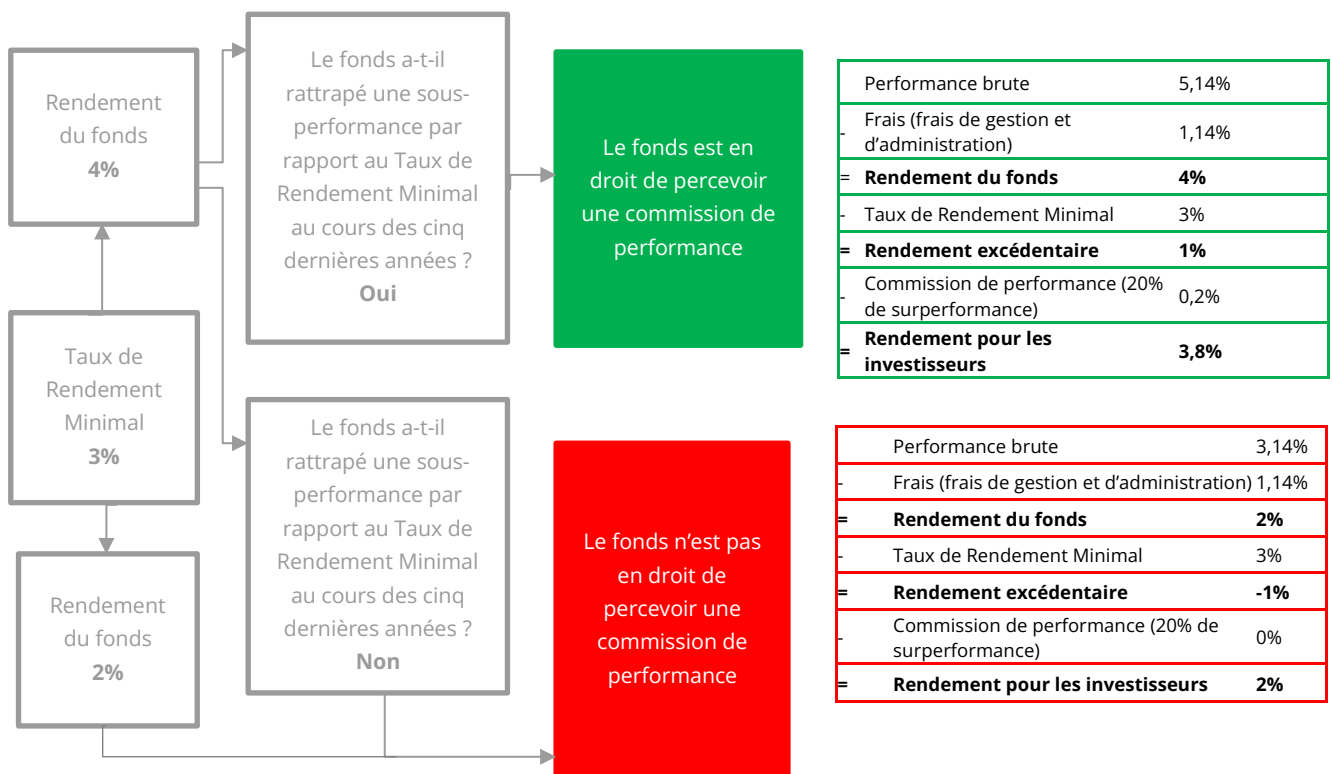 Rendement
du fonds
4%
Taux de
Rendement
Minimal
3%
Rendement
du fonds
2%
Le fonds a-t-il
rattrapé une sous-
performance par
rapport au Taux de
Rendement Minimal
au cours des cinq
dernières années ?
Oui
Le fonds a-t-il
rattrapé une sous-
performance par
rapport au Taux de
Rendement Minimal
au cours des cinq
dernières années ?
Non
Le fonds est en
droit de percevoir
une commission de
performance
Le fonds n’est pas
en droit de
percevoir une
commission de
performance
Performance brute 5,14%
- Frais (frais de gestion et
d’administration) 1,14%
= Rendement du fonds 4%
- Taux de Rendement Minimal 3%
= Rendement excédentaire 1%
- Commission de performance (20%
de surperformance) 0,2%
= Rendement pour les
investisseurs 3,8%
Performance brute 3,14%
- Frais (frais de gestion et d’administration) 1,14%
= Rendement du fonds 2%
- Taux de Rendement Minimal 3%
= Rendement excédentaire -1%
- Commission de performance (20% de
surperformance) 0%
= Rendement pour les investisseurs 2%